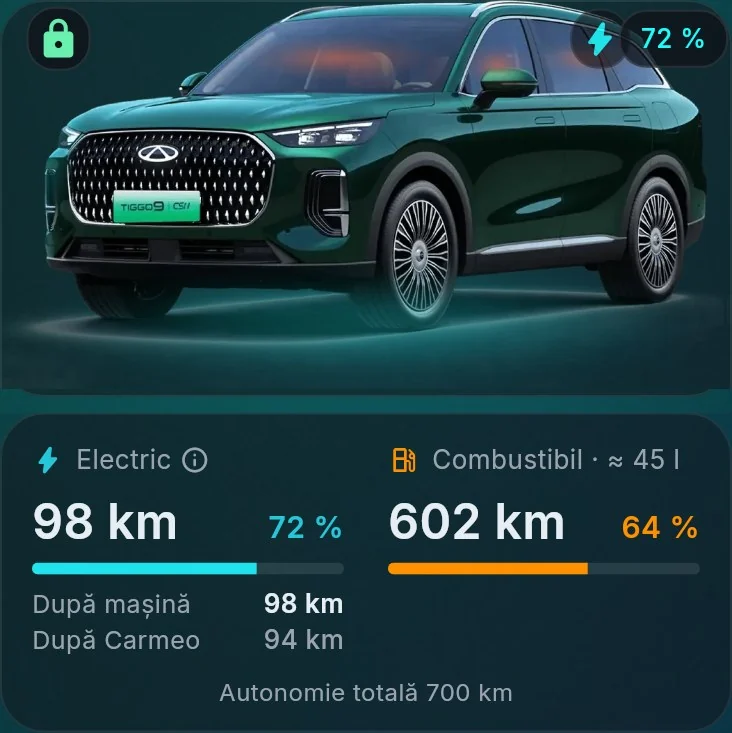 72 %
TIGGO9 CSH
Electric
Combustibil · ≈ 45 l
98 km 72 %
602 km 64 %
După mașină 98 km
După Carmeo 94 km
Autonomie totală 700 km